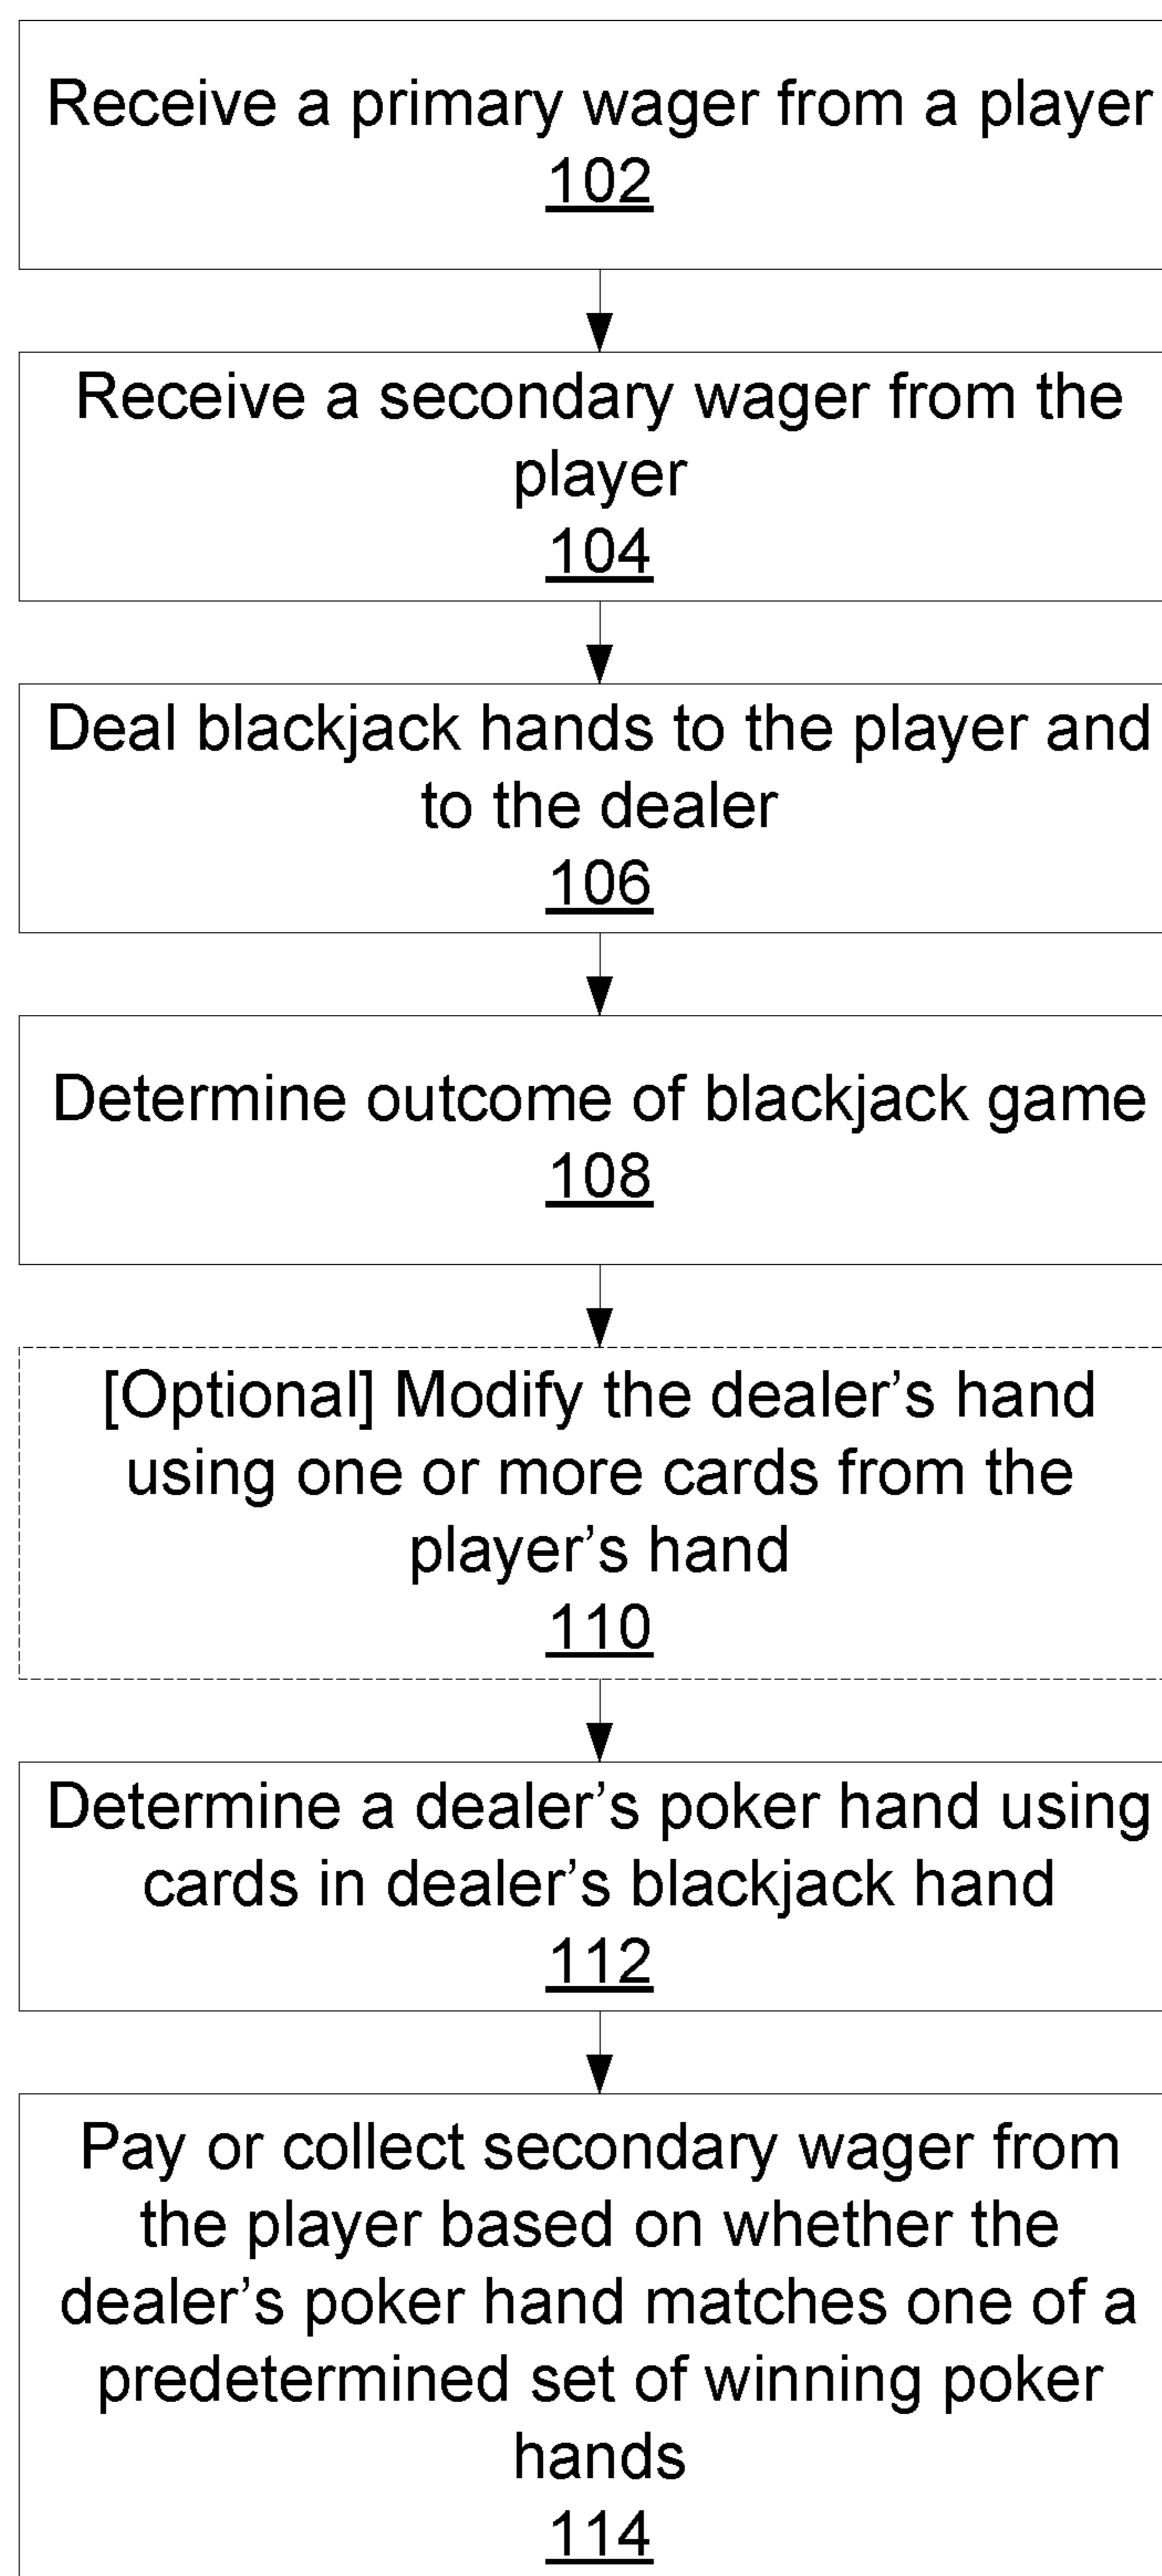 Receive a primary wager from a player
102
Receive a secondary wager from the
player
104
Deal blackjack hands to the player and
to the dealer
106
Determine outcome of blackjack game
108
[Optional] Modify the dealer’s hand
using one or more cards from the
player’s hand
110
Determine a dealer’s poker hand using
cards in dealer’s blackjack hand
112
Pay or collect secondary wager from
the player based on whether the
dealer’s poker hand matches one of a
predetermined set of winning poker
hands
114